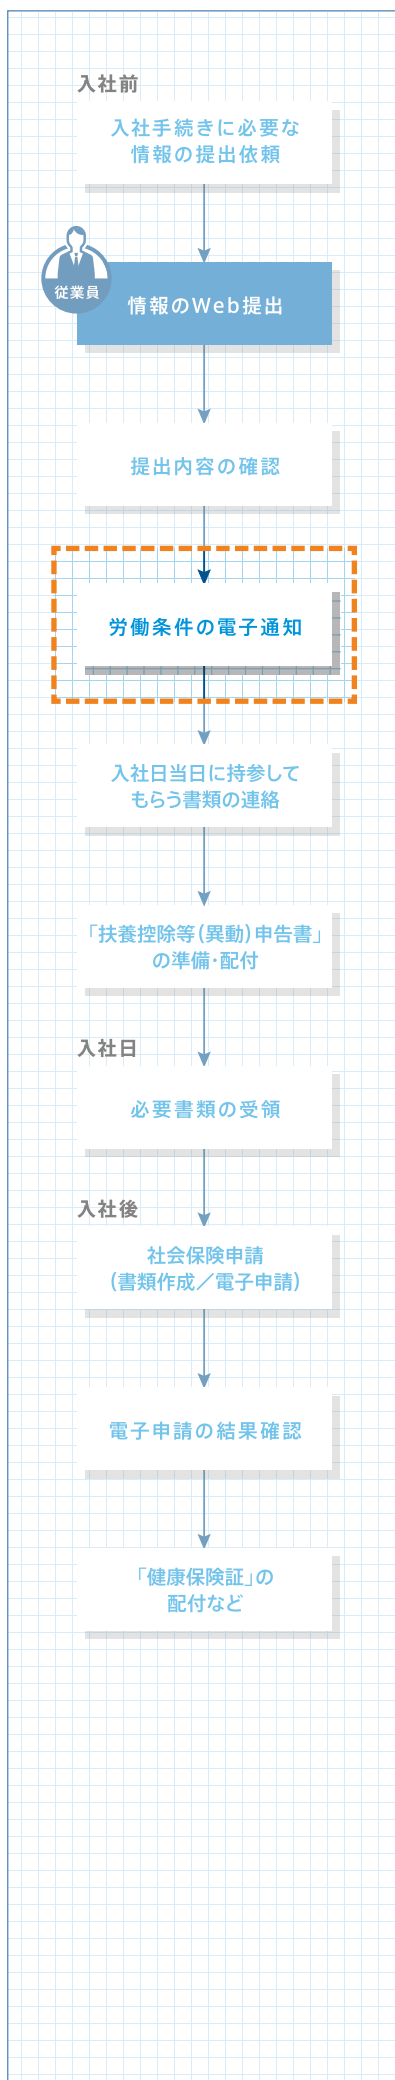 入社前
入社手続きに必要な
情報の提出依頼
従業員
情報のWeb提出
提出内容の確認
労働条件の電子通知
入社日当日に持参して
もらう書類の連絡
「扶養控除等(異動)申告書」
の準備･配付
入社日
必要書類の受領
入社後
社会保険申請
(書類作成／電子申請)
電子申請の結果確認
「健康保険証」の
配付など